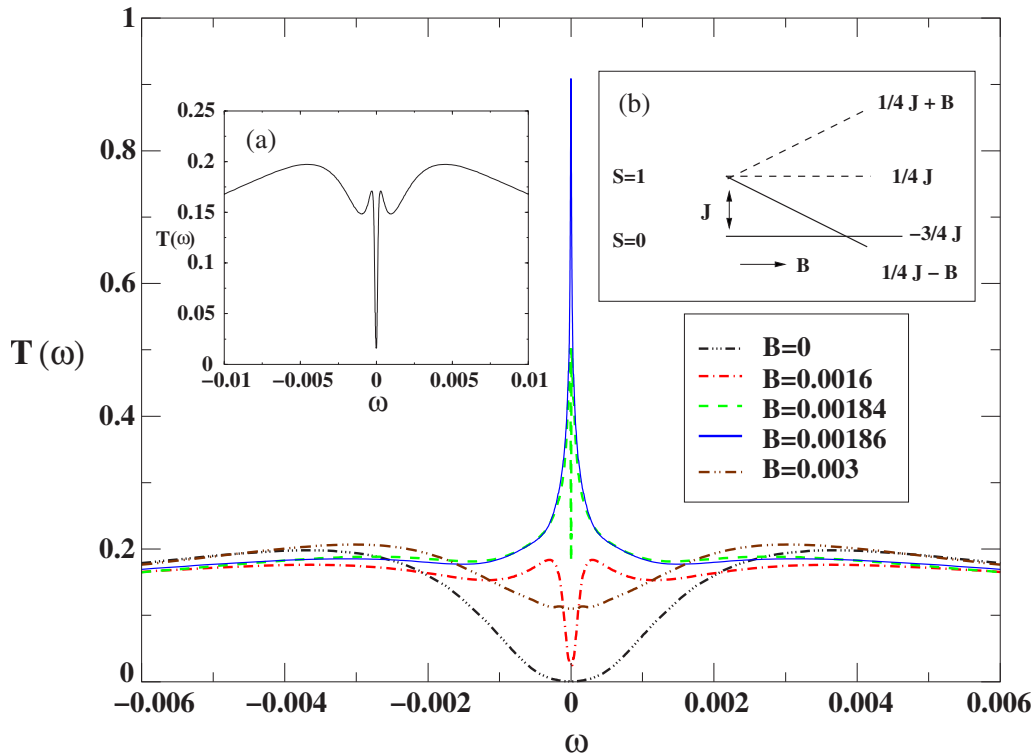 1
0.8
0.6
0.4
0.2
0
T (ω)
−0.006
−0.004
−0.002
0
0.002
0.004
0.006
ω
(a)
0.25
0.2
0.15
0.1
0.05
0
T(ω)
−0.01
−0.005
0
0.005
0.01
ω
(b)
1/4 J + B
S=1
1/4 J
J
S=0
−3/4 J
B
1/4 J − B
B=0
B=0.0016
B=0.00184
B=0.00186
B=0.003